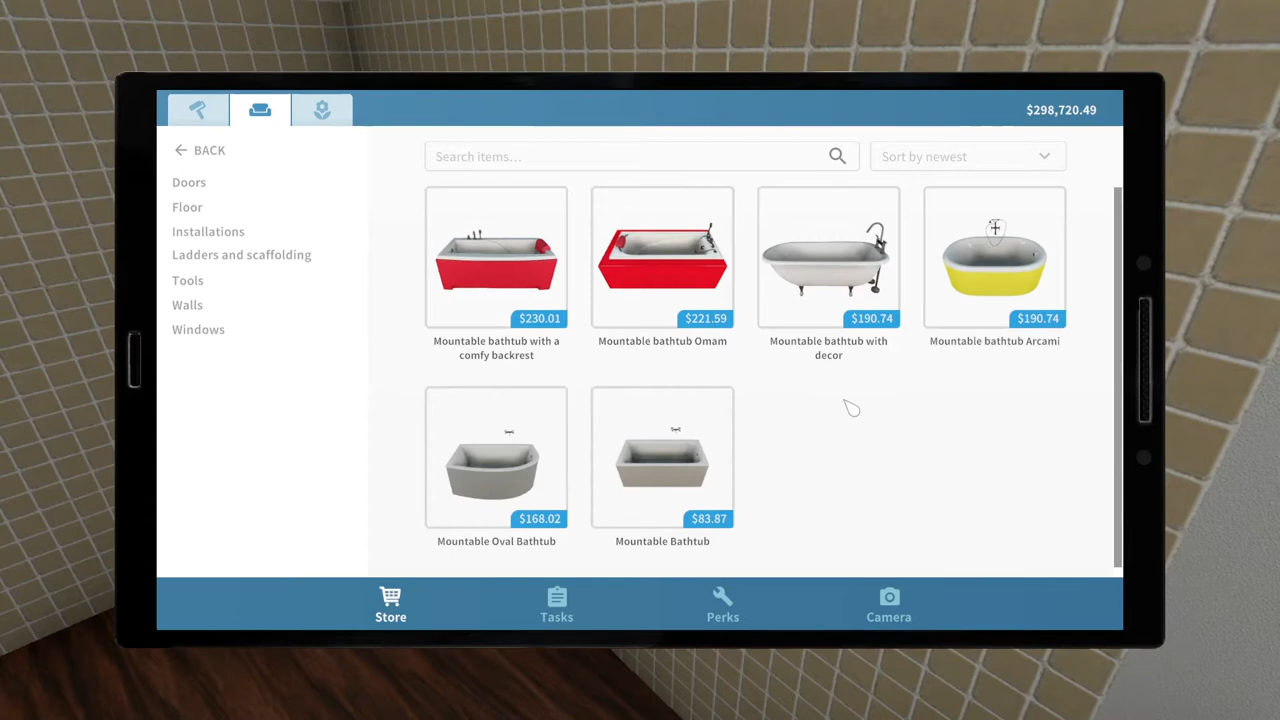 $298,720.49
BACK
Doors
Floor
Installations
Ladders and scaffolding
Tools
Walls
Windows
Search items...
Sort by newest
$230.01
Mountable bathtub with a
comfy backrest
$221.59
Mountable bathtub Omam
$190.74
Mountable bathtub with
decor
$190.74
Mountable bathtub Arcami
$168.02
Mountable Oval Bathtub
$83.87
Mountable Bathtub
Store
Tasks
Perks
Camera